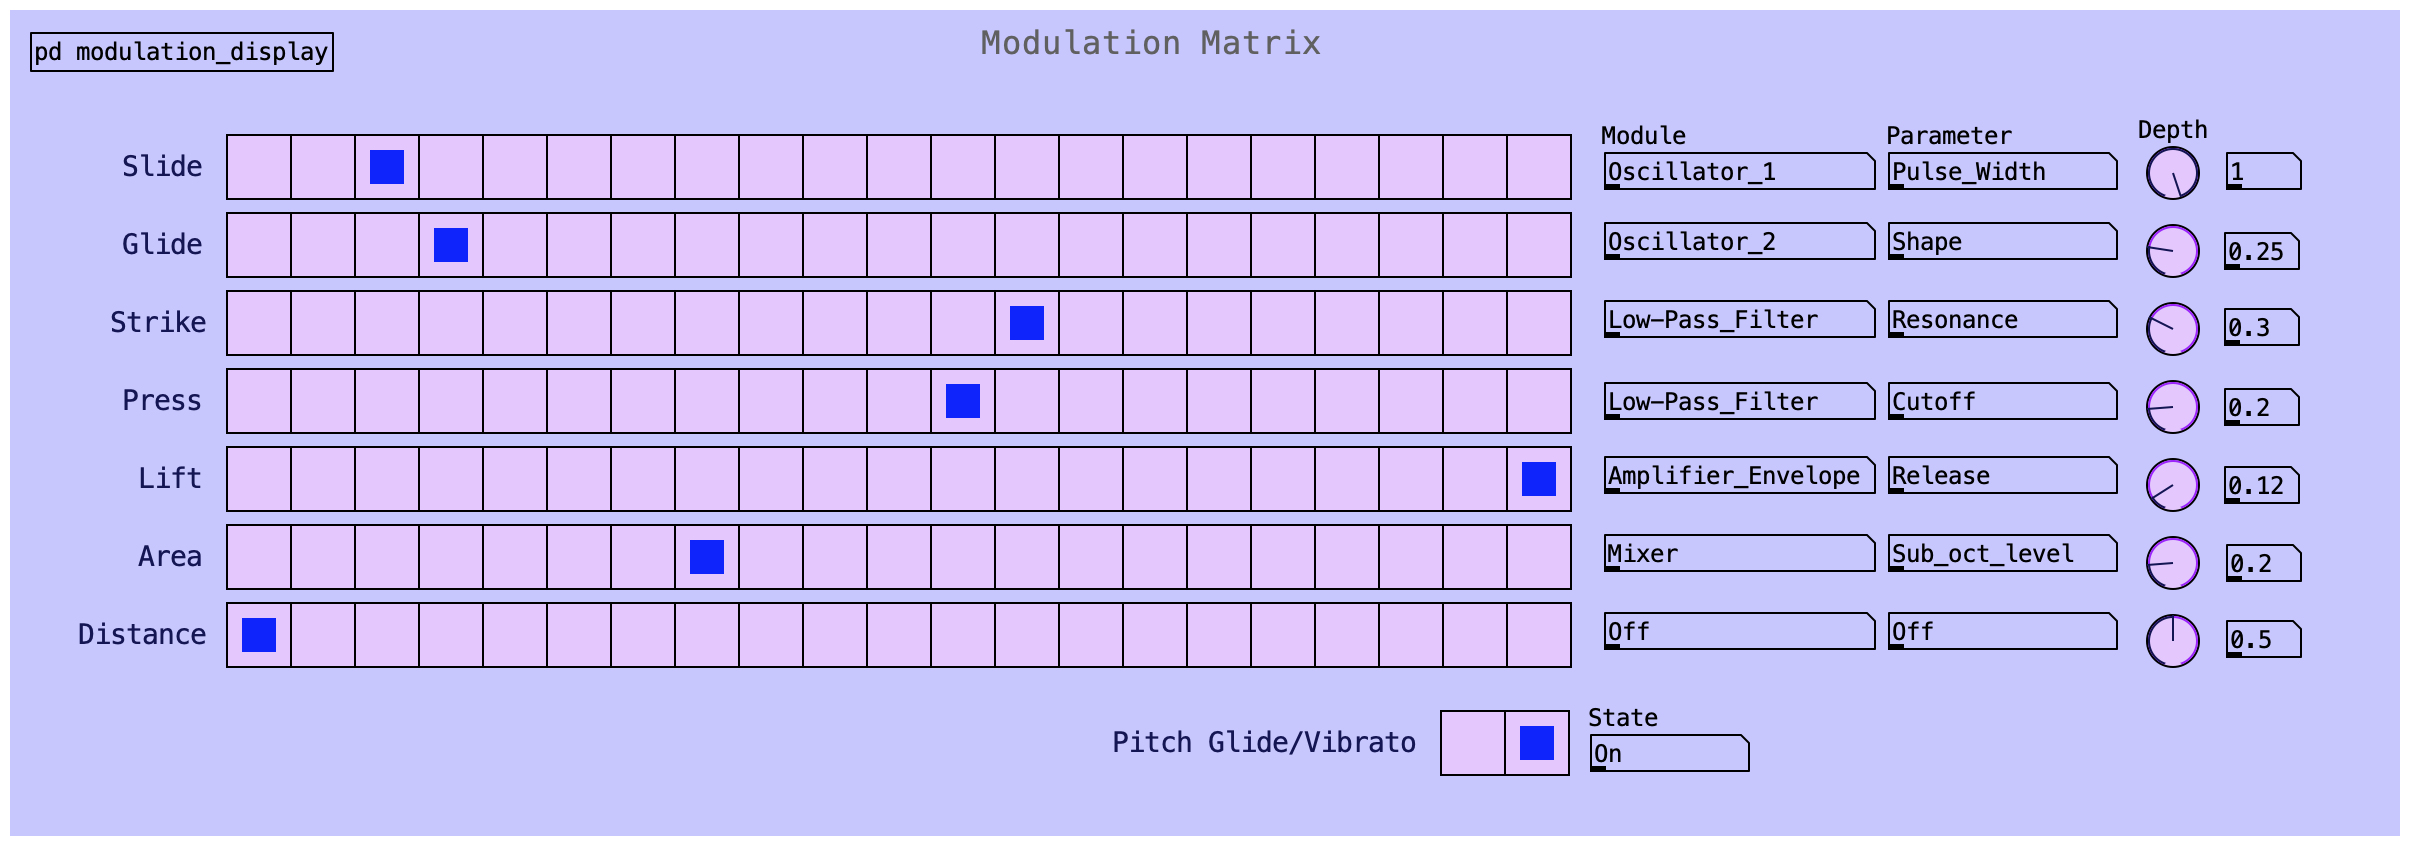 pd modulation_display
Modulation Matrix
Module Parameter Depth
Slide Oscillator_1 Pulse_Width 1
Glide Oscillator_2 Shape 0.25
Strike Low-Pass_Filter Resonance 0.3
Press Low-Pass_Filter Cutoff 0.2
Lift Amplifier_Envelope Release 0.12
Area Mixer Sub_oct_level 0.2
Distance Off Off 0.5
State
Pitch Glide/Vibrato On